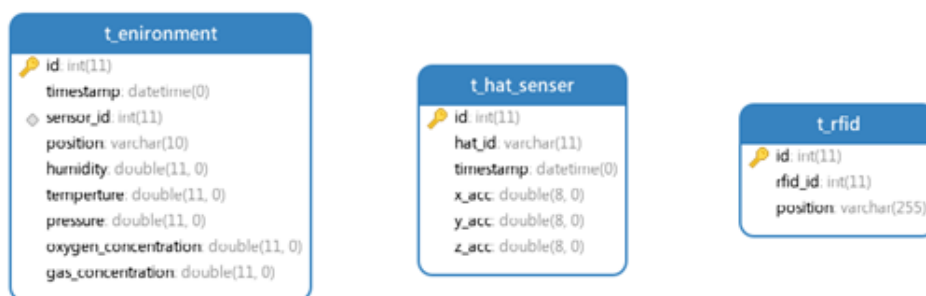 t_enironment
id: int(11)
timestamp: datetime(0)
sensor_id: int(11)
position: varchar(10)
humidity: double(11, 0)
temperture: double(11, 0)
pressure: double(11, 0)
oxygen_concentration: double(11, 0)
gas_concentration: double(11, 0)
t_hat_senser
id: int(11)
hat_id: varchar(11)
timestamp: datetime(0)
x_acc: double(8, 0)
y_acc: double(8, 0)
z_acc: double(8, 0)
t_rfid
id: int(11)
rfid_id: int(11)
position: varchar(255)